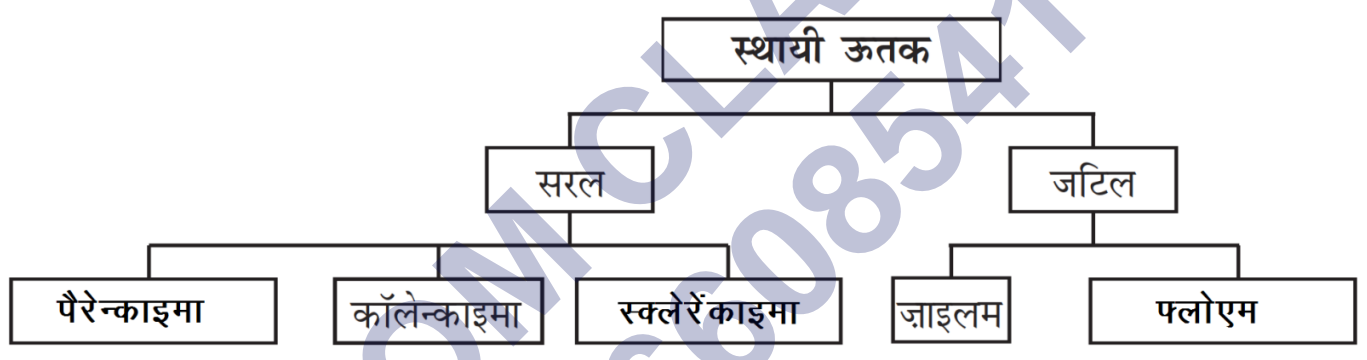 स्थायी ऊतक
सरल जटिल
पैरेन्काइमा कॉलेन्काइमा स्क्लेरेंकाइमा ज़ाइलम फ्लोएम